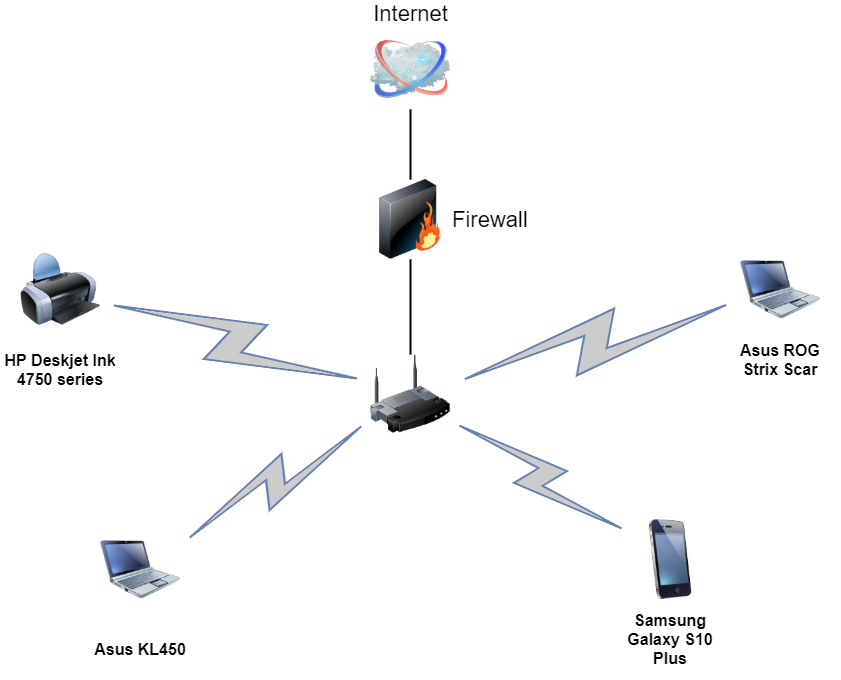 Internet
Firewall
HP Deskjet Ink
4750 series
Asus ROG
Strix Scar
Asus KL450
Samsung
Galaxy S10
Plus